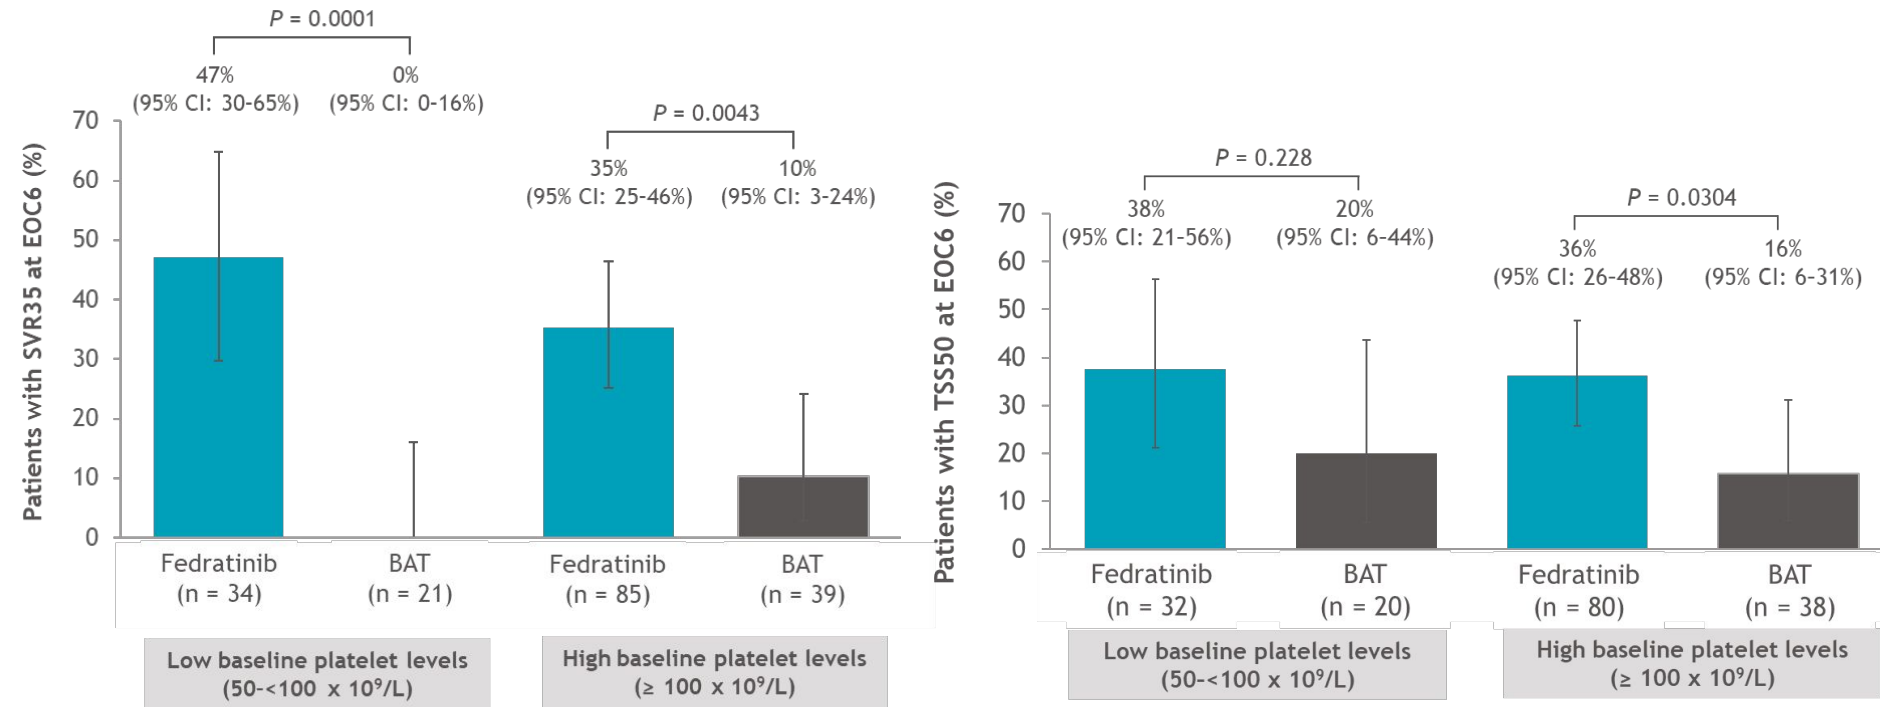 P = 0.0001
47%
(95% CI: 30-65%)
0%
(95% CI: 0-16%)
P = 0.0043
35%
(95% CI: 25-46%)
10%
(95% CI: 3-24%)
Patients with SVR35 at EOC6 (%)
70
60
50
40
30
20
10
0
Fedratinib
(n = 34)
BAT
(n = 21)
Fedratinib
(n = 85)
BAT
(n = 39)
Low baseline platelet levels
(50-<100 x 10⁹/L)
High baseline platelet levels
(≥ 100 x 10⁹/L)
P = 0.228
38%
(95% CI: 21-56%)
20%
(95% CI: 6-44%)
P = 0.0304
36%
(95% CI: 26-48%)
16%
(95% CI: 6-31%)
Patients with TSS50 at EOC6 (%)
70
60
50
40
30
20
10
0
Fedratinib
(n = 32)
BAT
(n = 20)
Fedratinib
(n = 80)
BAT
(n = 38)
Low baseline platelet levels
(50-<100 x 10⁹/L)
High baseline platelet levels
(≥ 100 x 10⁹/L)